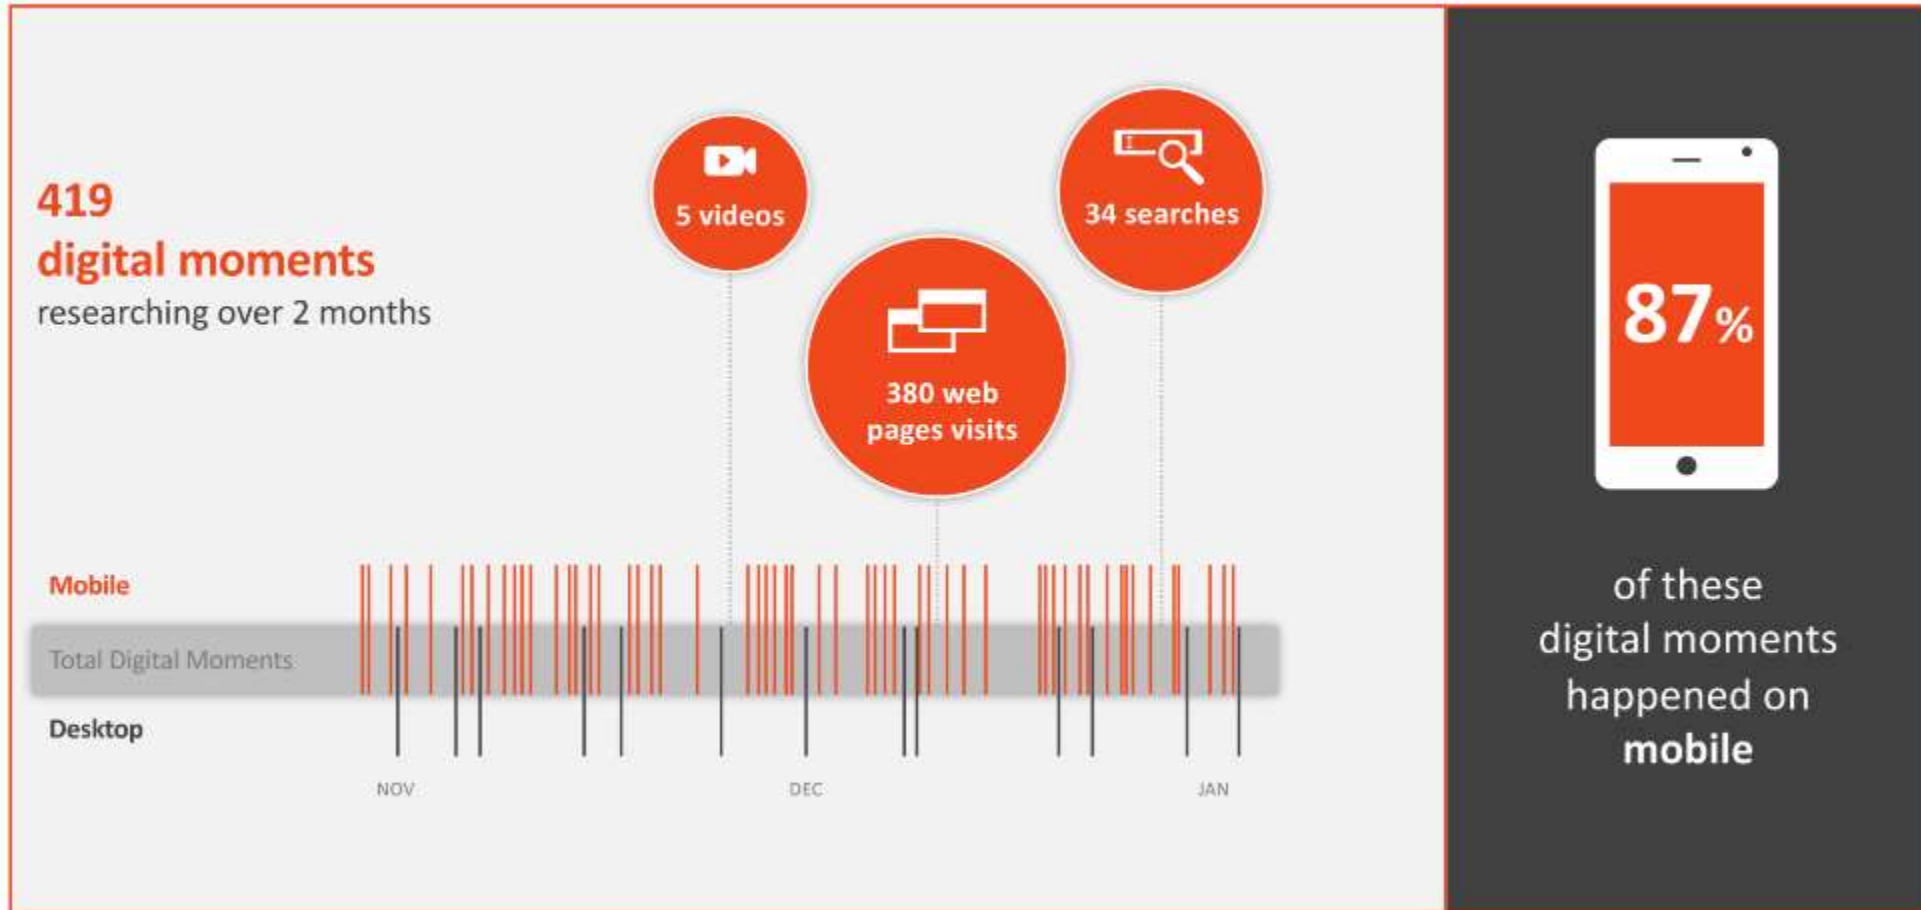 419
digital moments
researching over 2 months
5 videos
380 web
pages visits
34 searches
Mobile
Total Digital Moments
Desktop
NOV
DEC
JAN
87%
of these
digital moments
happened on
mobile